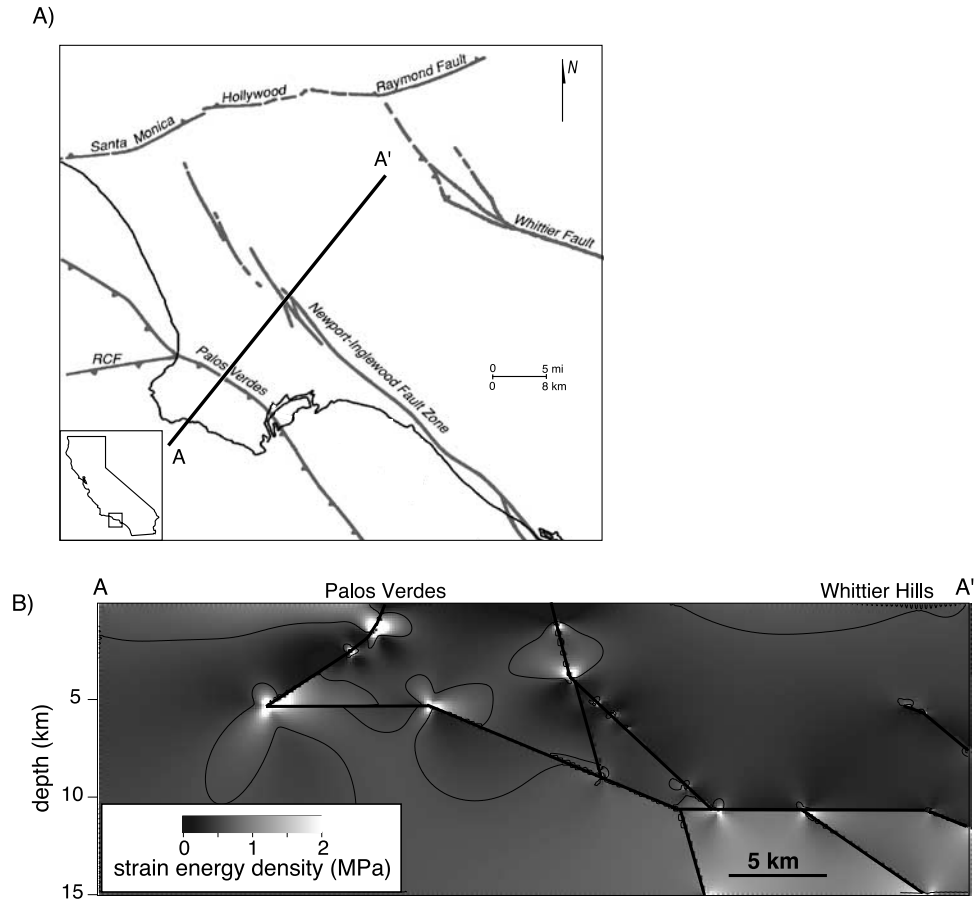 A)
N
Raymond Fault
Hollywood
Santa Monica
A'
Whittier Fault
Newport-Inglewood Fault Zone
RCF
Palos Verdes
0 5 mi
0 8 km
A
A Palos Verdes Whittier Hills A'
B)
5
10
15
depth (km)
0 1 2
strain energy density (MPa)
5 km